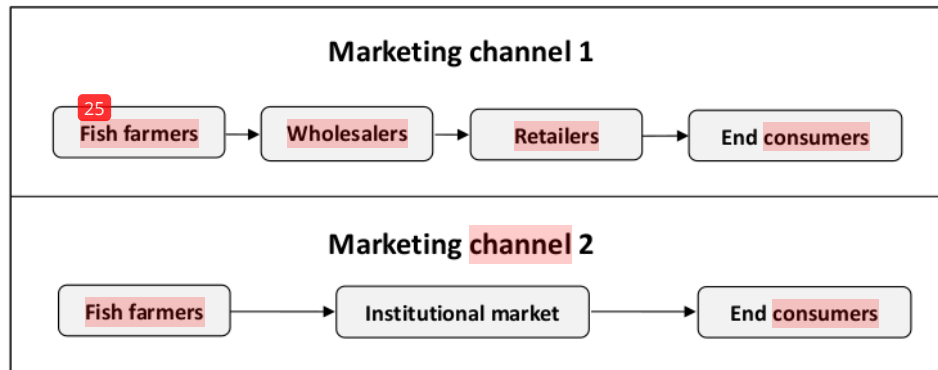 Marketing channel 1
25
Fish farmers Wholesalers Retailers End consumers
Marketing channel 2
Fish farmers Institutional market End consumers